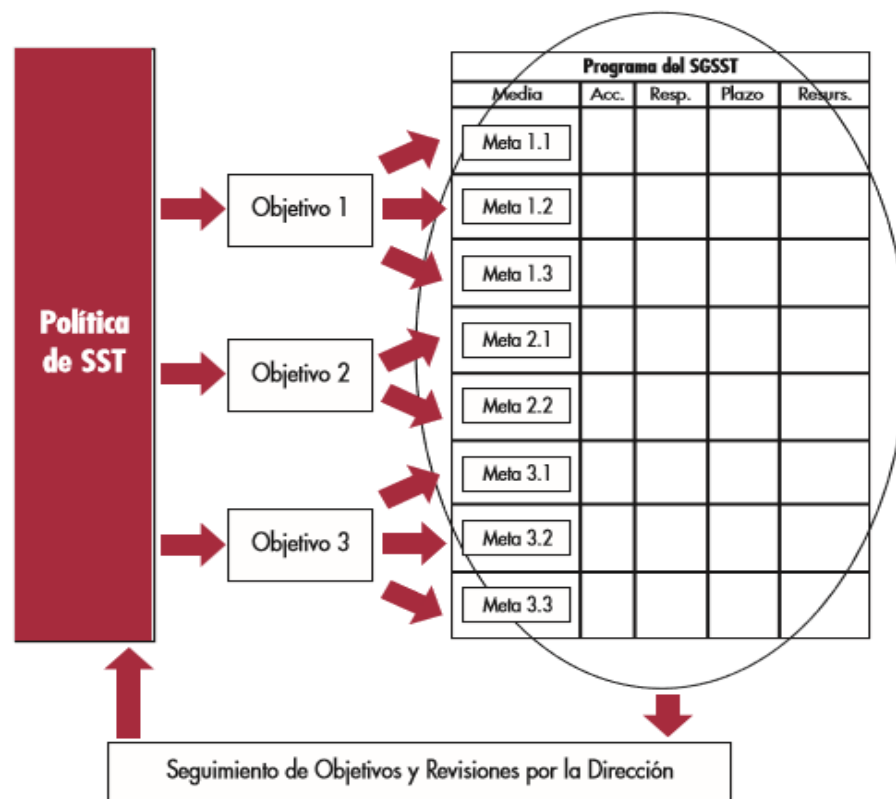 Política
de SST
Objetivo 1
Objetivo 2
Objetivo 3
Programa del SGSST
Media Acc. Resp. Plazo Resurs.
Meta 1.1
Meta 1.2
Meta 1.3
Meta 2.1
Meta 2.2
Meta 3.1
Meta 3.2
Meta 3.3
Seguimiento de Objetivos y Revisiones por la Dirección